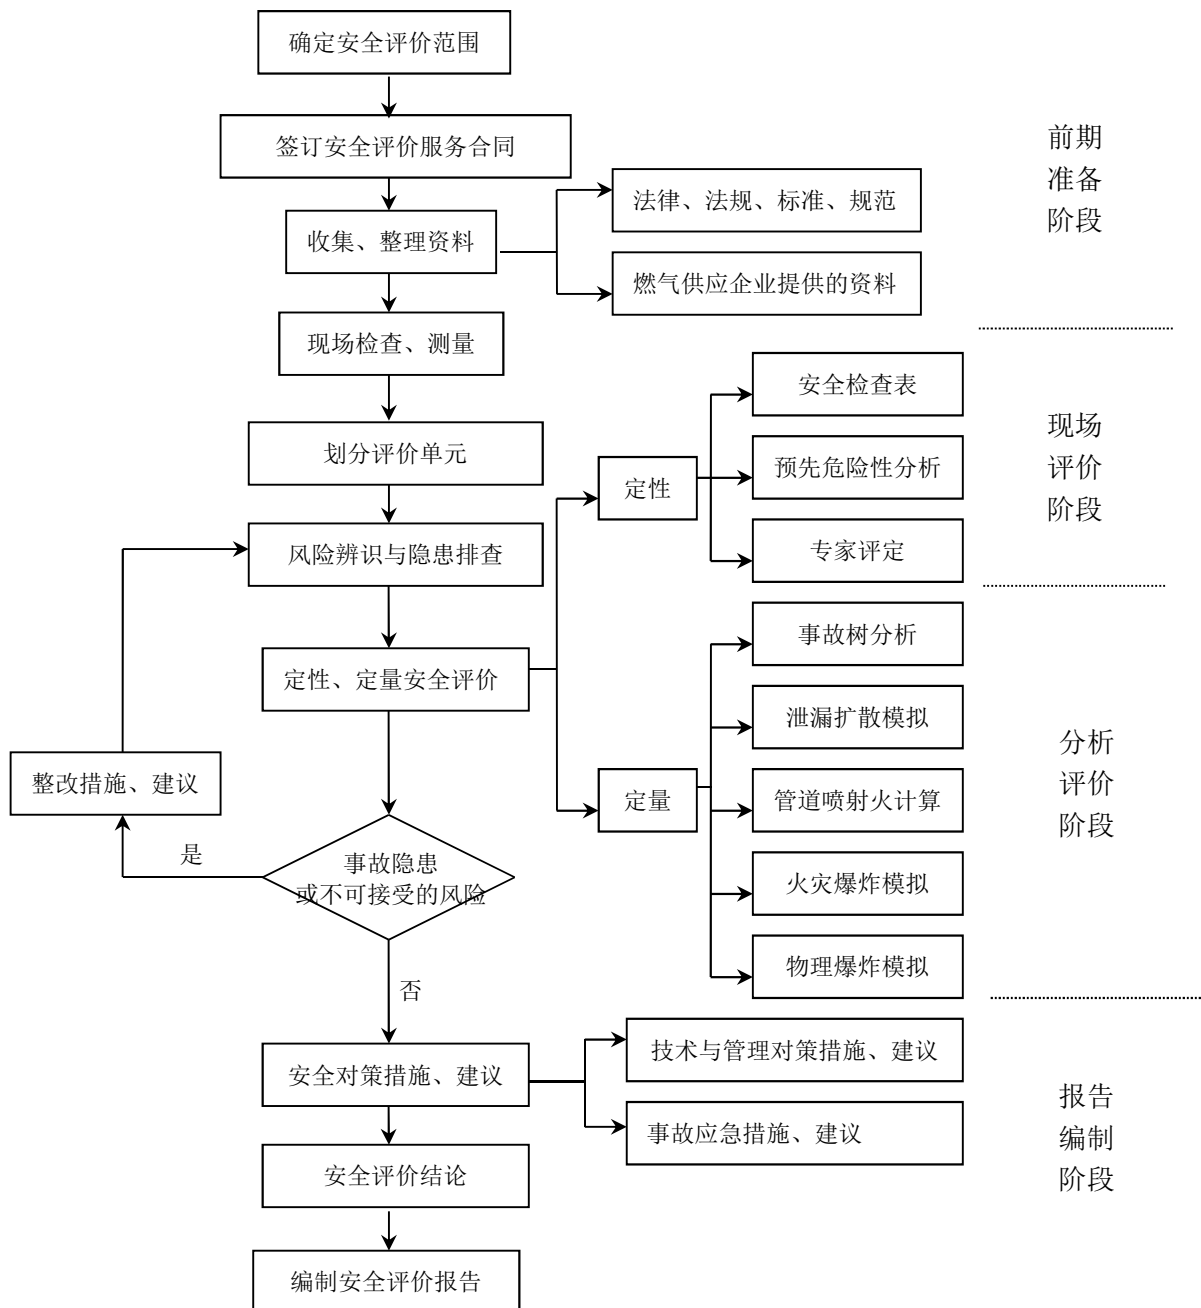 确定安全评价范围
签订安全评价服务合同
前期
准备
阶段
法律、法规、标准、规范
收集、整理资料
燃气供应企业提供的资料
现场检查、测量
安全检查表
现场
评价
阶段
划分评价单元
预先危险性分析
定性
风险辨识与隐患排查
专家评定
事故树分析
定性、定量安全评价
泄漏扩散模拟
分析
评价
阶段
整改措施、建议
定量
管道喷射火计算
是
事故隐患
或不可接受的风险
火灾爆炸模拟
物理爆炸模拟
否
技术与管理对策措施、建议
安全对策措施、建议
报告
编制
阶段
事故应急措施、建议
安全评价结论
编制安全评价报告